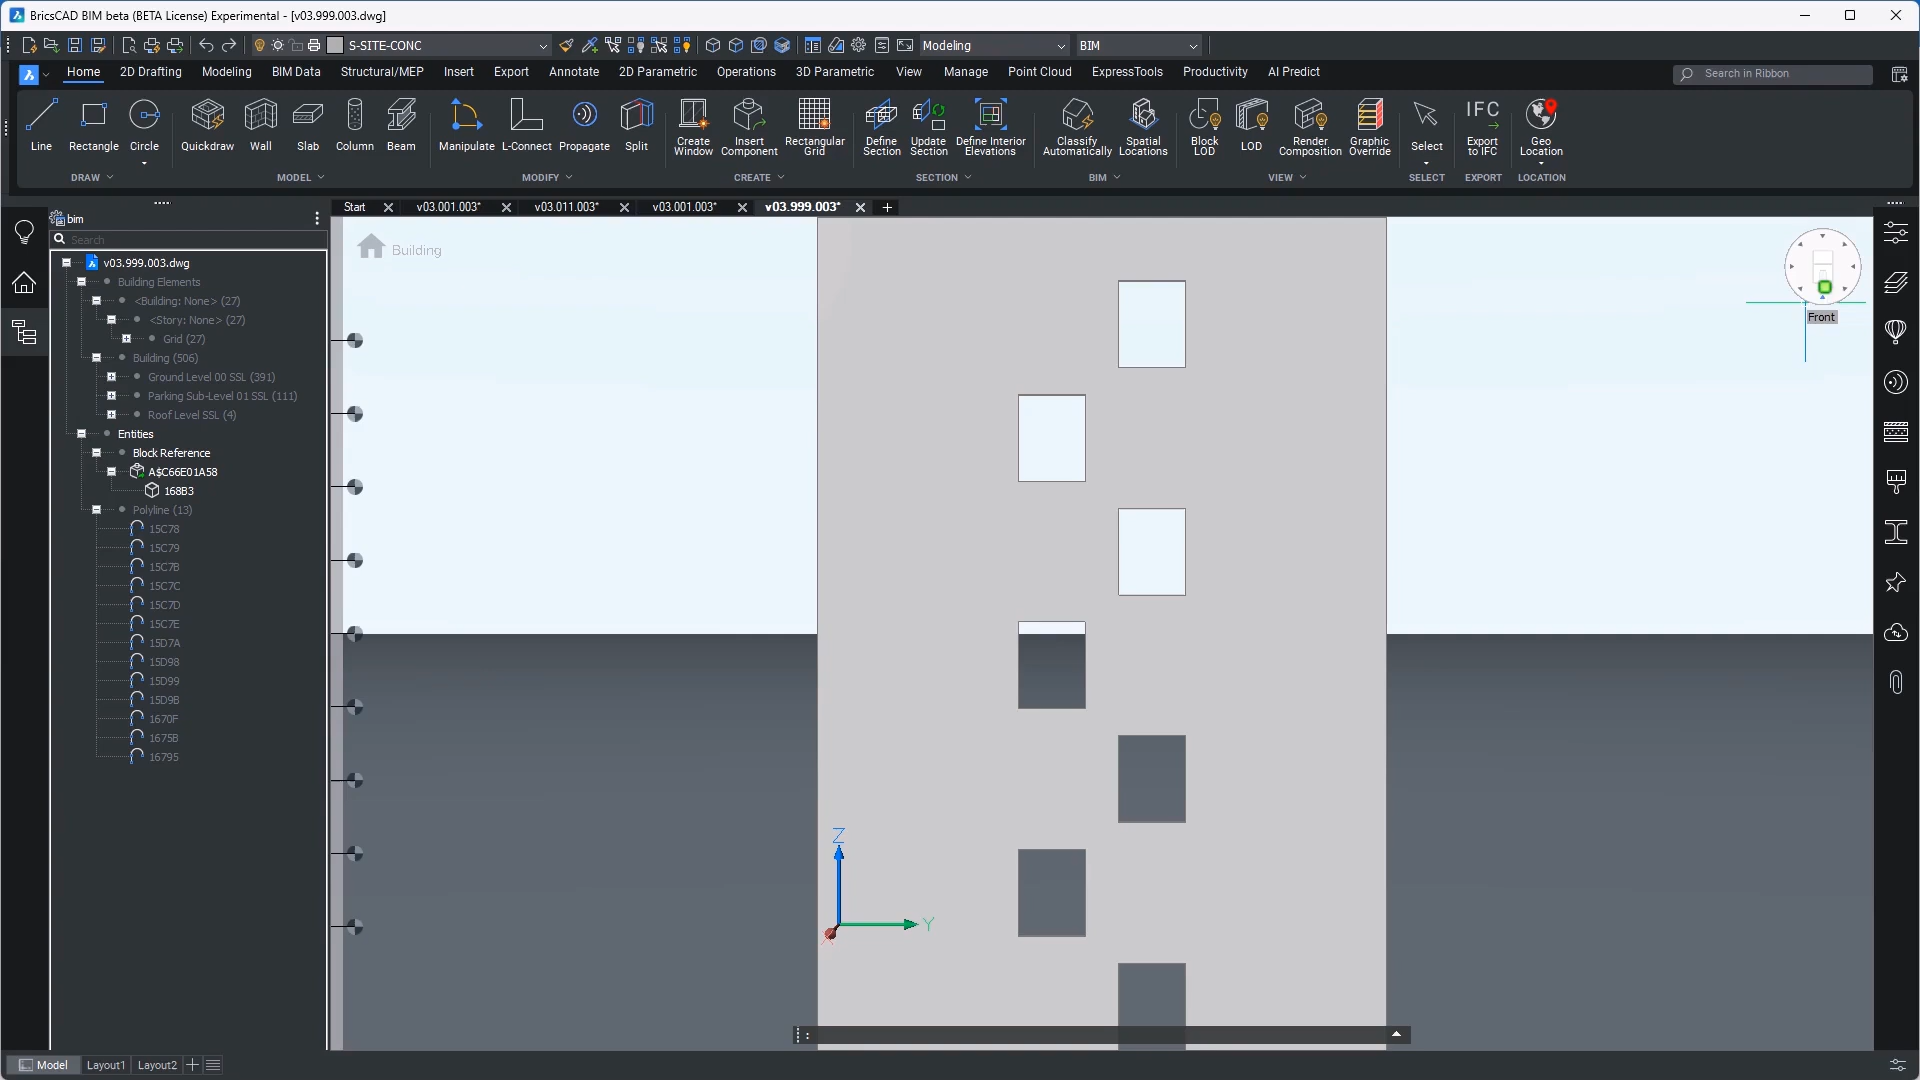 BricsCAD BIM beta (BETA License) Experimental - [v03.999.003.dwg]
S-SITE-CONC
Modeling
BIM
Home
2D Drafting
Modeling
BIM Data
Structural/MEP
Insert
Export
Annotate
2D Parametric
Operations
3D Parametric
View
Manage
Point Cloud
ExpressTools
Productivity
AI Predict
Search in Ribbon
Line
Rectangle
Circle
Quickdraw
Wall
Slab
Column
Beam
Manipulate
L-Connect
Propagate
Split
Create
Window
Insert
Component
Rectangular
Grid
Define
Section
Update
Section
Define Interior
Elevations
Classify
Automatically
Spatial
Locations
Block
LOD
LOD
Render
Composition
Graphic
Override
Select
IFC
Export
to IFC
Geo
Location
DRAW
MODEL
MODIFY
CREATE
SECTION
BIM
VIEW
SELECT
EXPORT
LOCATION
Start
v03.001.003*
v03.011.003*
v03.001.003*
v03.999.003*
bim
Search
v03.999.003.dwg
Building Elements
<Building: None> (27)
<Story: None> (27)
Grid (27)
Building (506)
Ground Level 00 SSL (391)
Parking Sub-Level 01 SSL (111)
Roof Level SSL (4)
Entities
Block Reference
A$C66E01A58
168B3
Polyline (13)
15C78
15C79
15C7B
15C7C
15C7D
15C7E
15D7A
15D98
15D99
15D9B
1670F
1675B
16795
Building
Front
Z
Y
X
:
Model
Layout1
Layout2